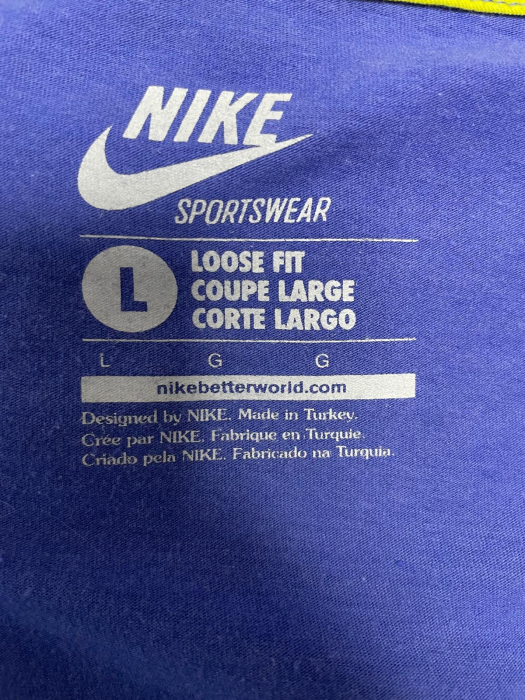 NIKE
SPORTSWEAR
L
LOOSE FIT
COUPE LARGE
CORTE LARGO
L G G
nikebetterworld.com
Designed by NIKE. Made in Turkey.
Crée par NIKE. Fabrique en Turquie.
Criado pela NIKE. Fabricado na Turquia.